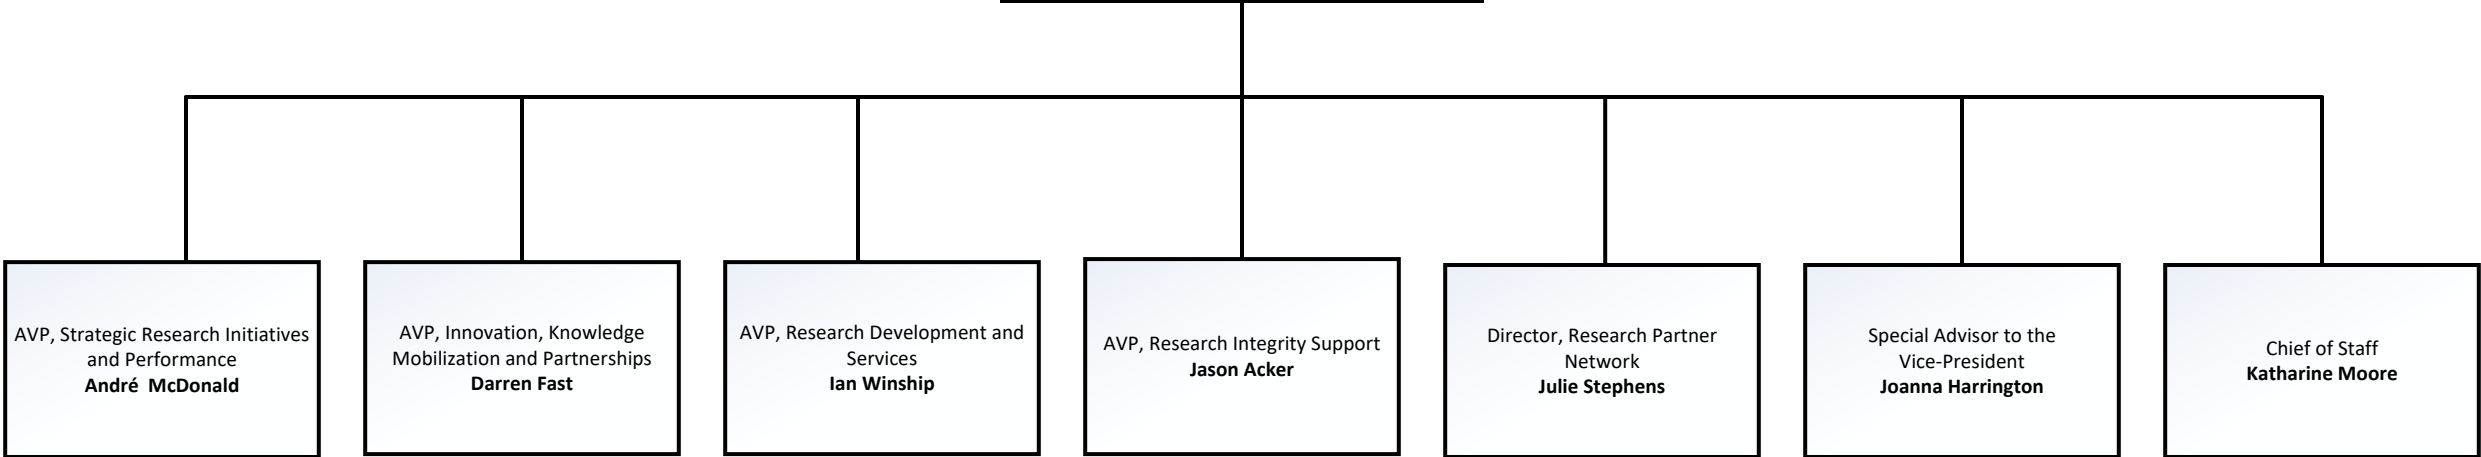 AVP, Strategic Research Initiatives
and Performance
André McDonald
AVP, Innovation, Knowledge
Mobilization and Partnerships
Darren Fast
AVP, Research Development and
Services
Ian Winship
AVP, Research Integrity Support
Jason Acker
Director, Research Partner
Network
Julie Stephens
Special Advisor to the
Vice-President
Joanna Harrington
Chief of Staff
Katharine Moore